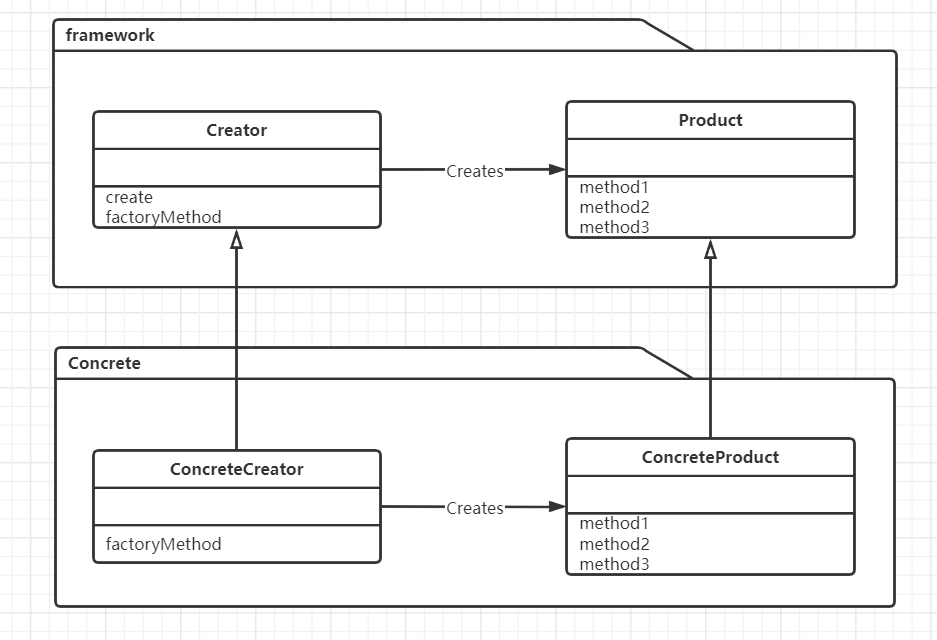 framework
Creator
create
factoryMethod
Creates
Product
method1
method2
method3
Concrete
ConcreteCreator
factoryMethod
Creates
ConcreteProduct
method1
method2
method3